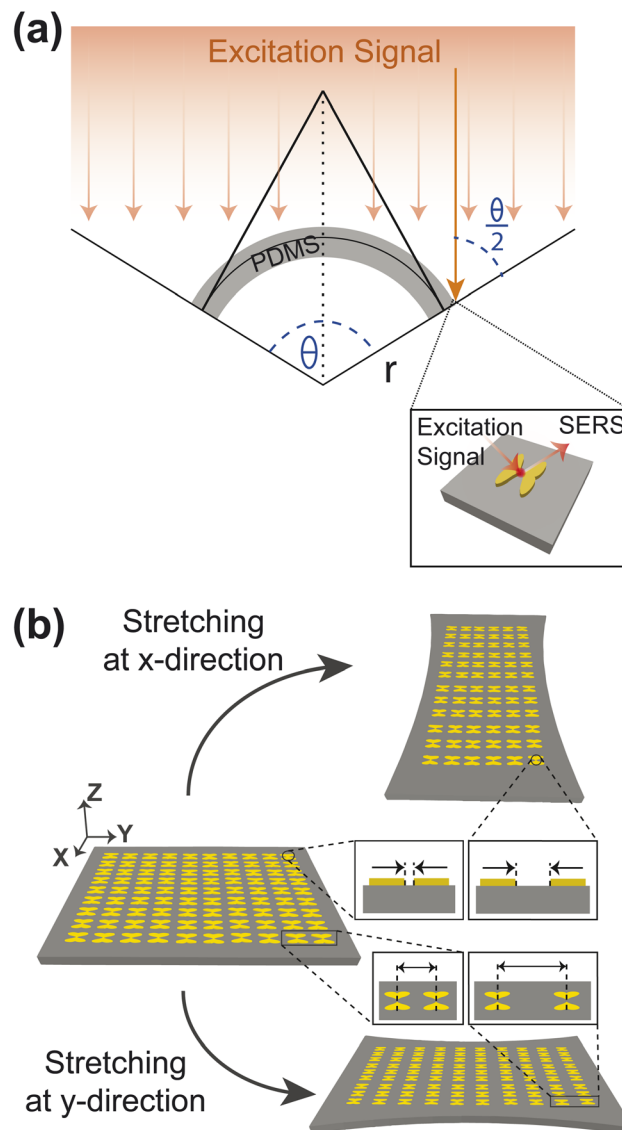 (a)
Excitation Signal
θ
2
PDMS
θ
r
Excitation
Signal
SERS
(b)
Stretching
at x-direction
Z
Y
X
Stretching
at y-direction